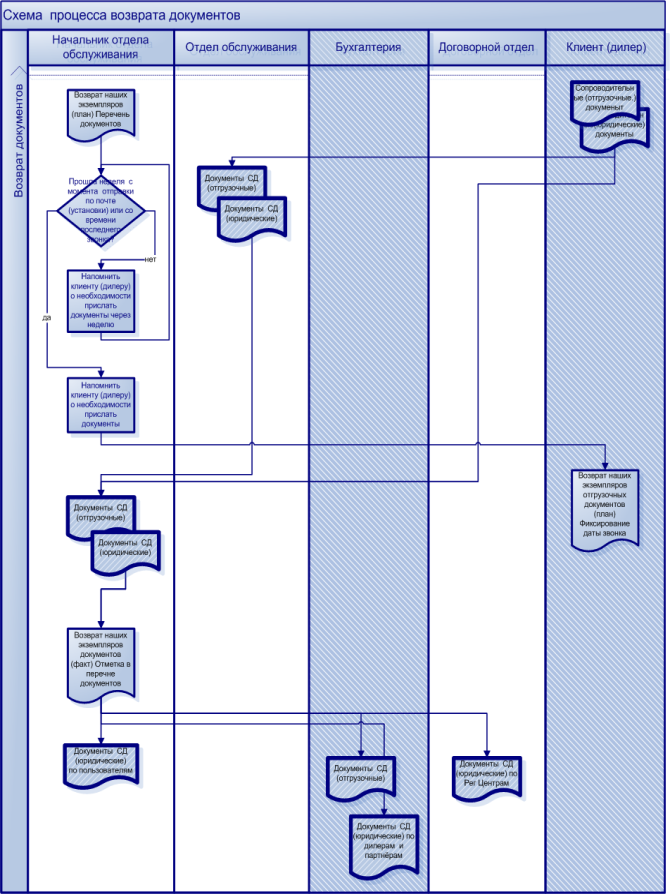 Схема процесса возврата документов
Начальник отдела
обслуживания
Отдел обслуживания
Бухгалтерия
Договорной отдел
Клиент (дилер)
Возврат документов
Возврат наших
экземпляров
(план) Перечень
документов
Сопроводительн
ые (отгрузочные,)
докуменыт
(юридические)
документы
Прошла неделя с
момента отправки
по почте
(установки) или со
времени
последнего
звонка?
нет
да
Документы СД
(отгрузочные)
Документы СД
(юридические)
Напомнить
клиенту (дилеру)
о необходимости
прислать
документы через
неделю
Напомнить
клиенту (дилеру)
о необходимости
прислать
документы
Возврат наших
экземпляров
отгрузочных
документов
(план)
Фиксирование
даты звонка
Документы СД
(отгрузочные)
Документы СД
(юридические)
Возврат наших
экземпляров
документов
(факт) Отметка в
перечне
документов
Документы СД
(юридические)
по пользователям
Документы СД
(отгрузочные)
Документы СД
(юридические) по
Рег Центрам
Документы СД
(юридические) по
дилерам и
партнёрам